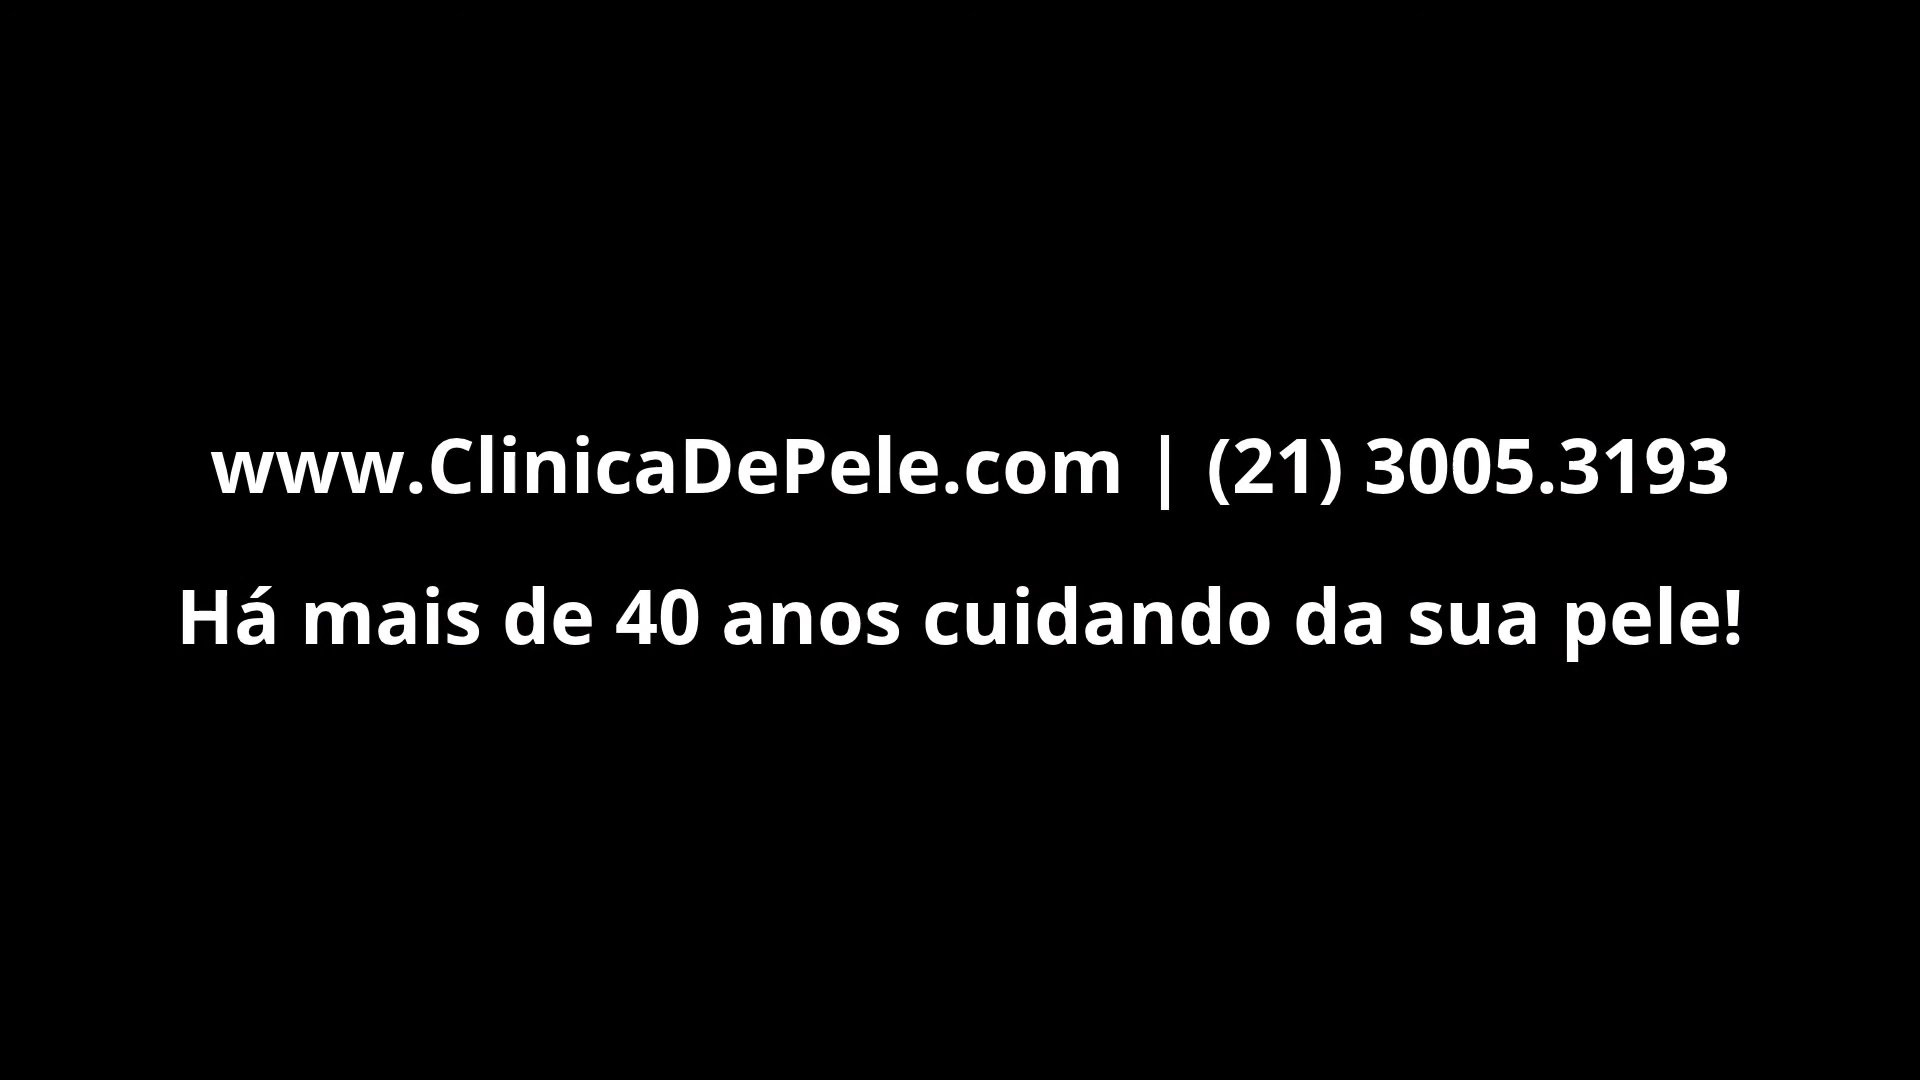 www.ClinicaDePele.com | (21) 3005.3193
Há mais de 40 anos cuidando da sua pele!